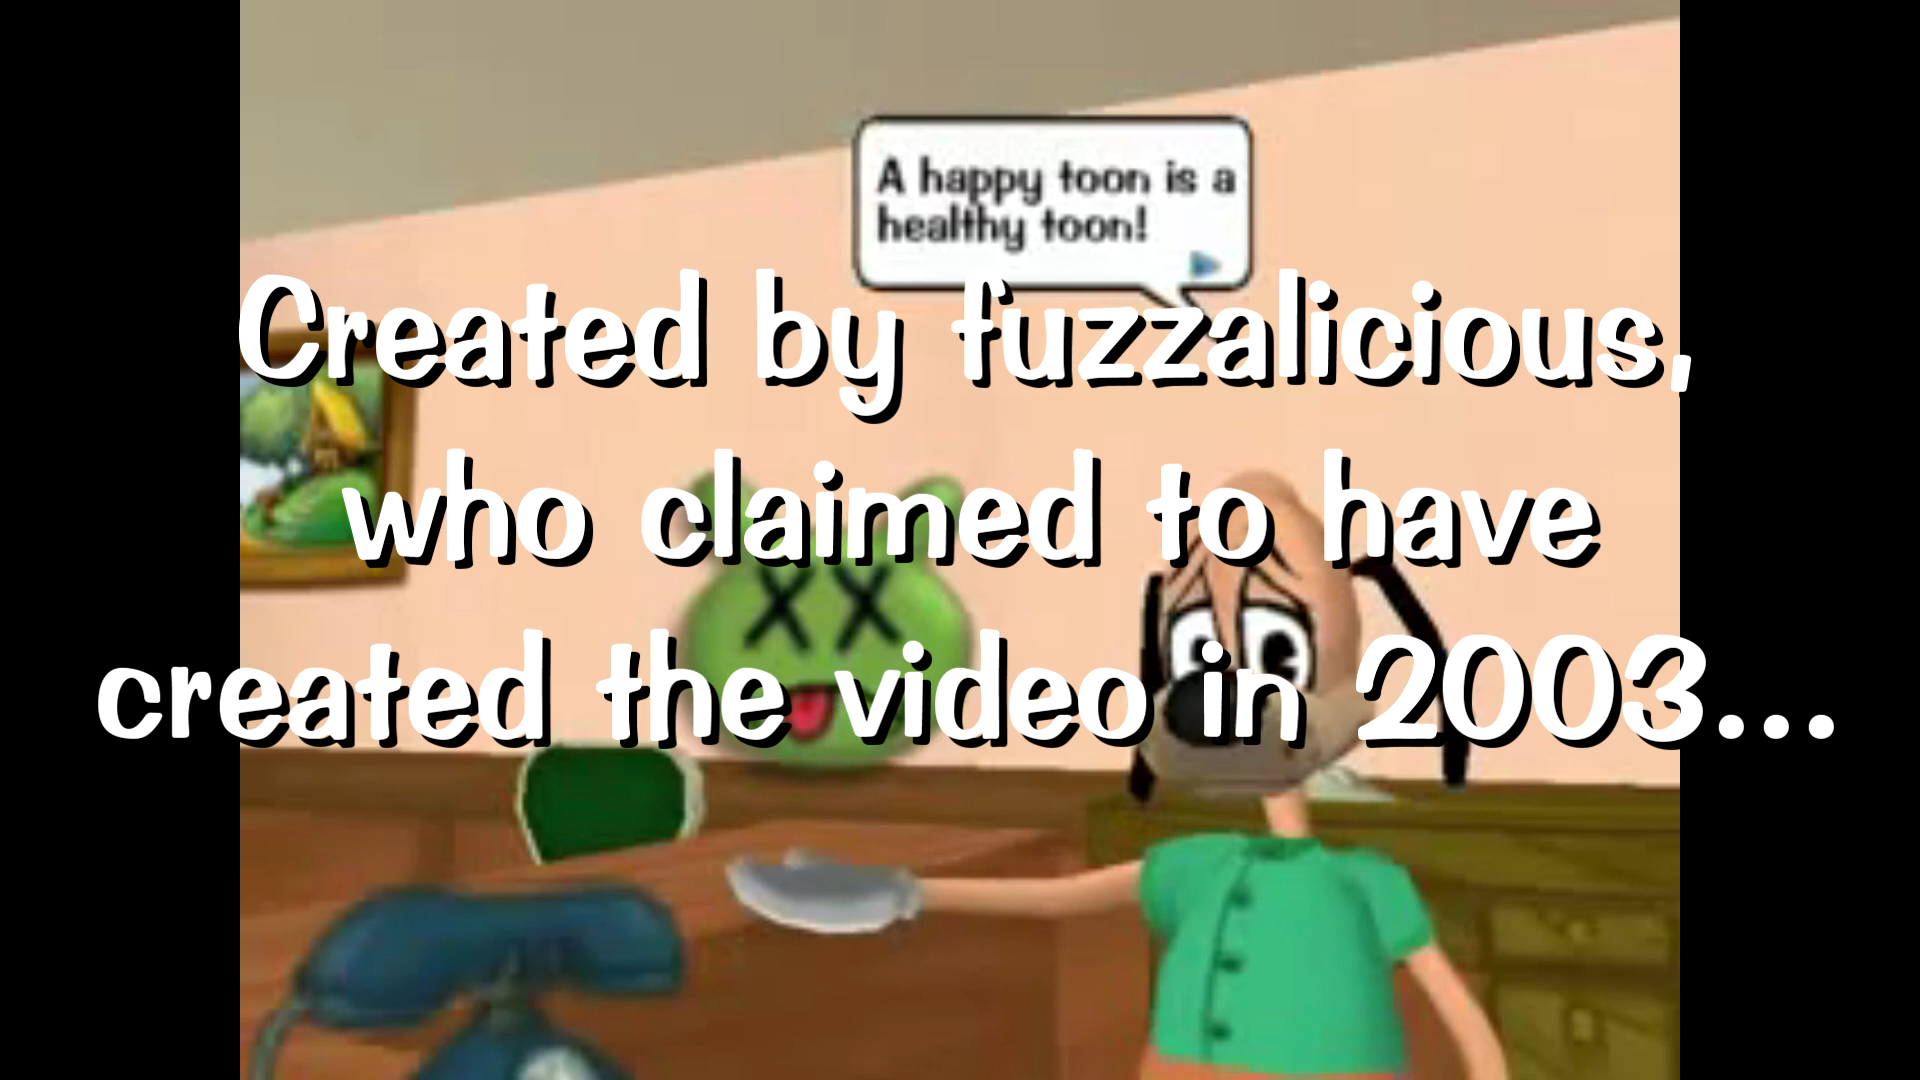 A happy toon is a
healthy toon!
Created by fuzzalicious,
who claimed to have
created the video in 2003...